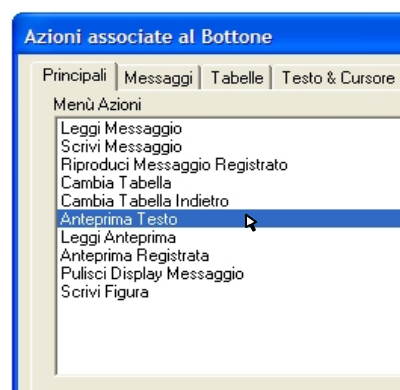 Azioni associate al Bottone
Principali Messaggi Tabelle Testo & Cursore
Menù Azioni
Leggi Messaggio
Scrivi Messaggio
Riproduci Messaggio Registrato
Cambia Tabella
Cambia Tabella Indietro
Anteprima Testo
Leggi Anteprima
Anteprima Registrata
Pulisci Display Messaggio
Scrivi Figura